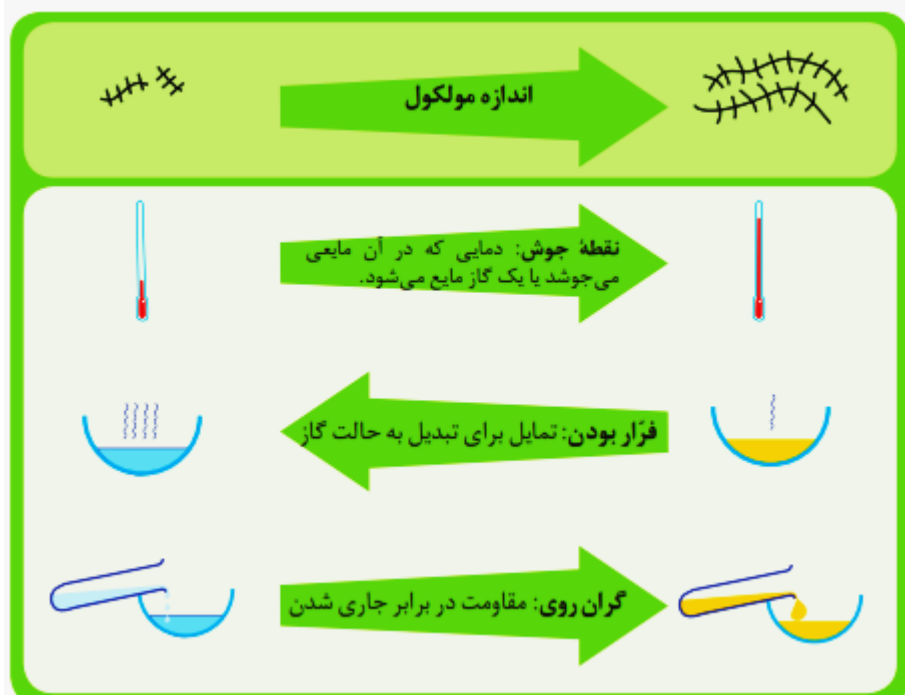 اندازه مولکول
نقطهٔ جوش: دمایی که در آن مایعی
می‌جوشد یا یک گاز مایع می‌شود.
فرّار بودن: تمایل برای تبدیل به حالت گاز
گران روی: مقاومت در برابر جاری شدن